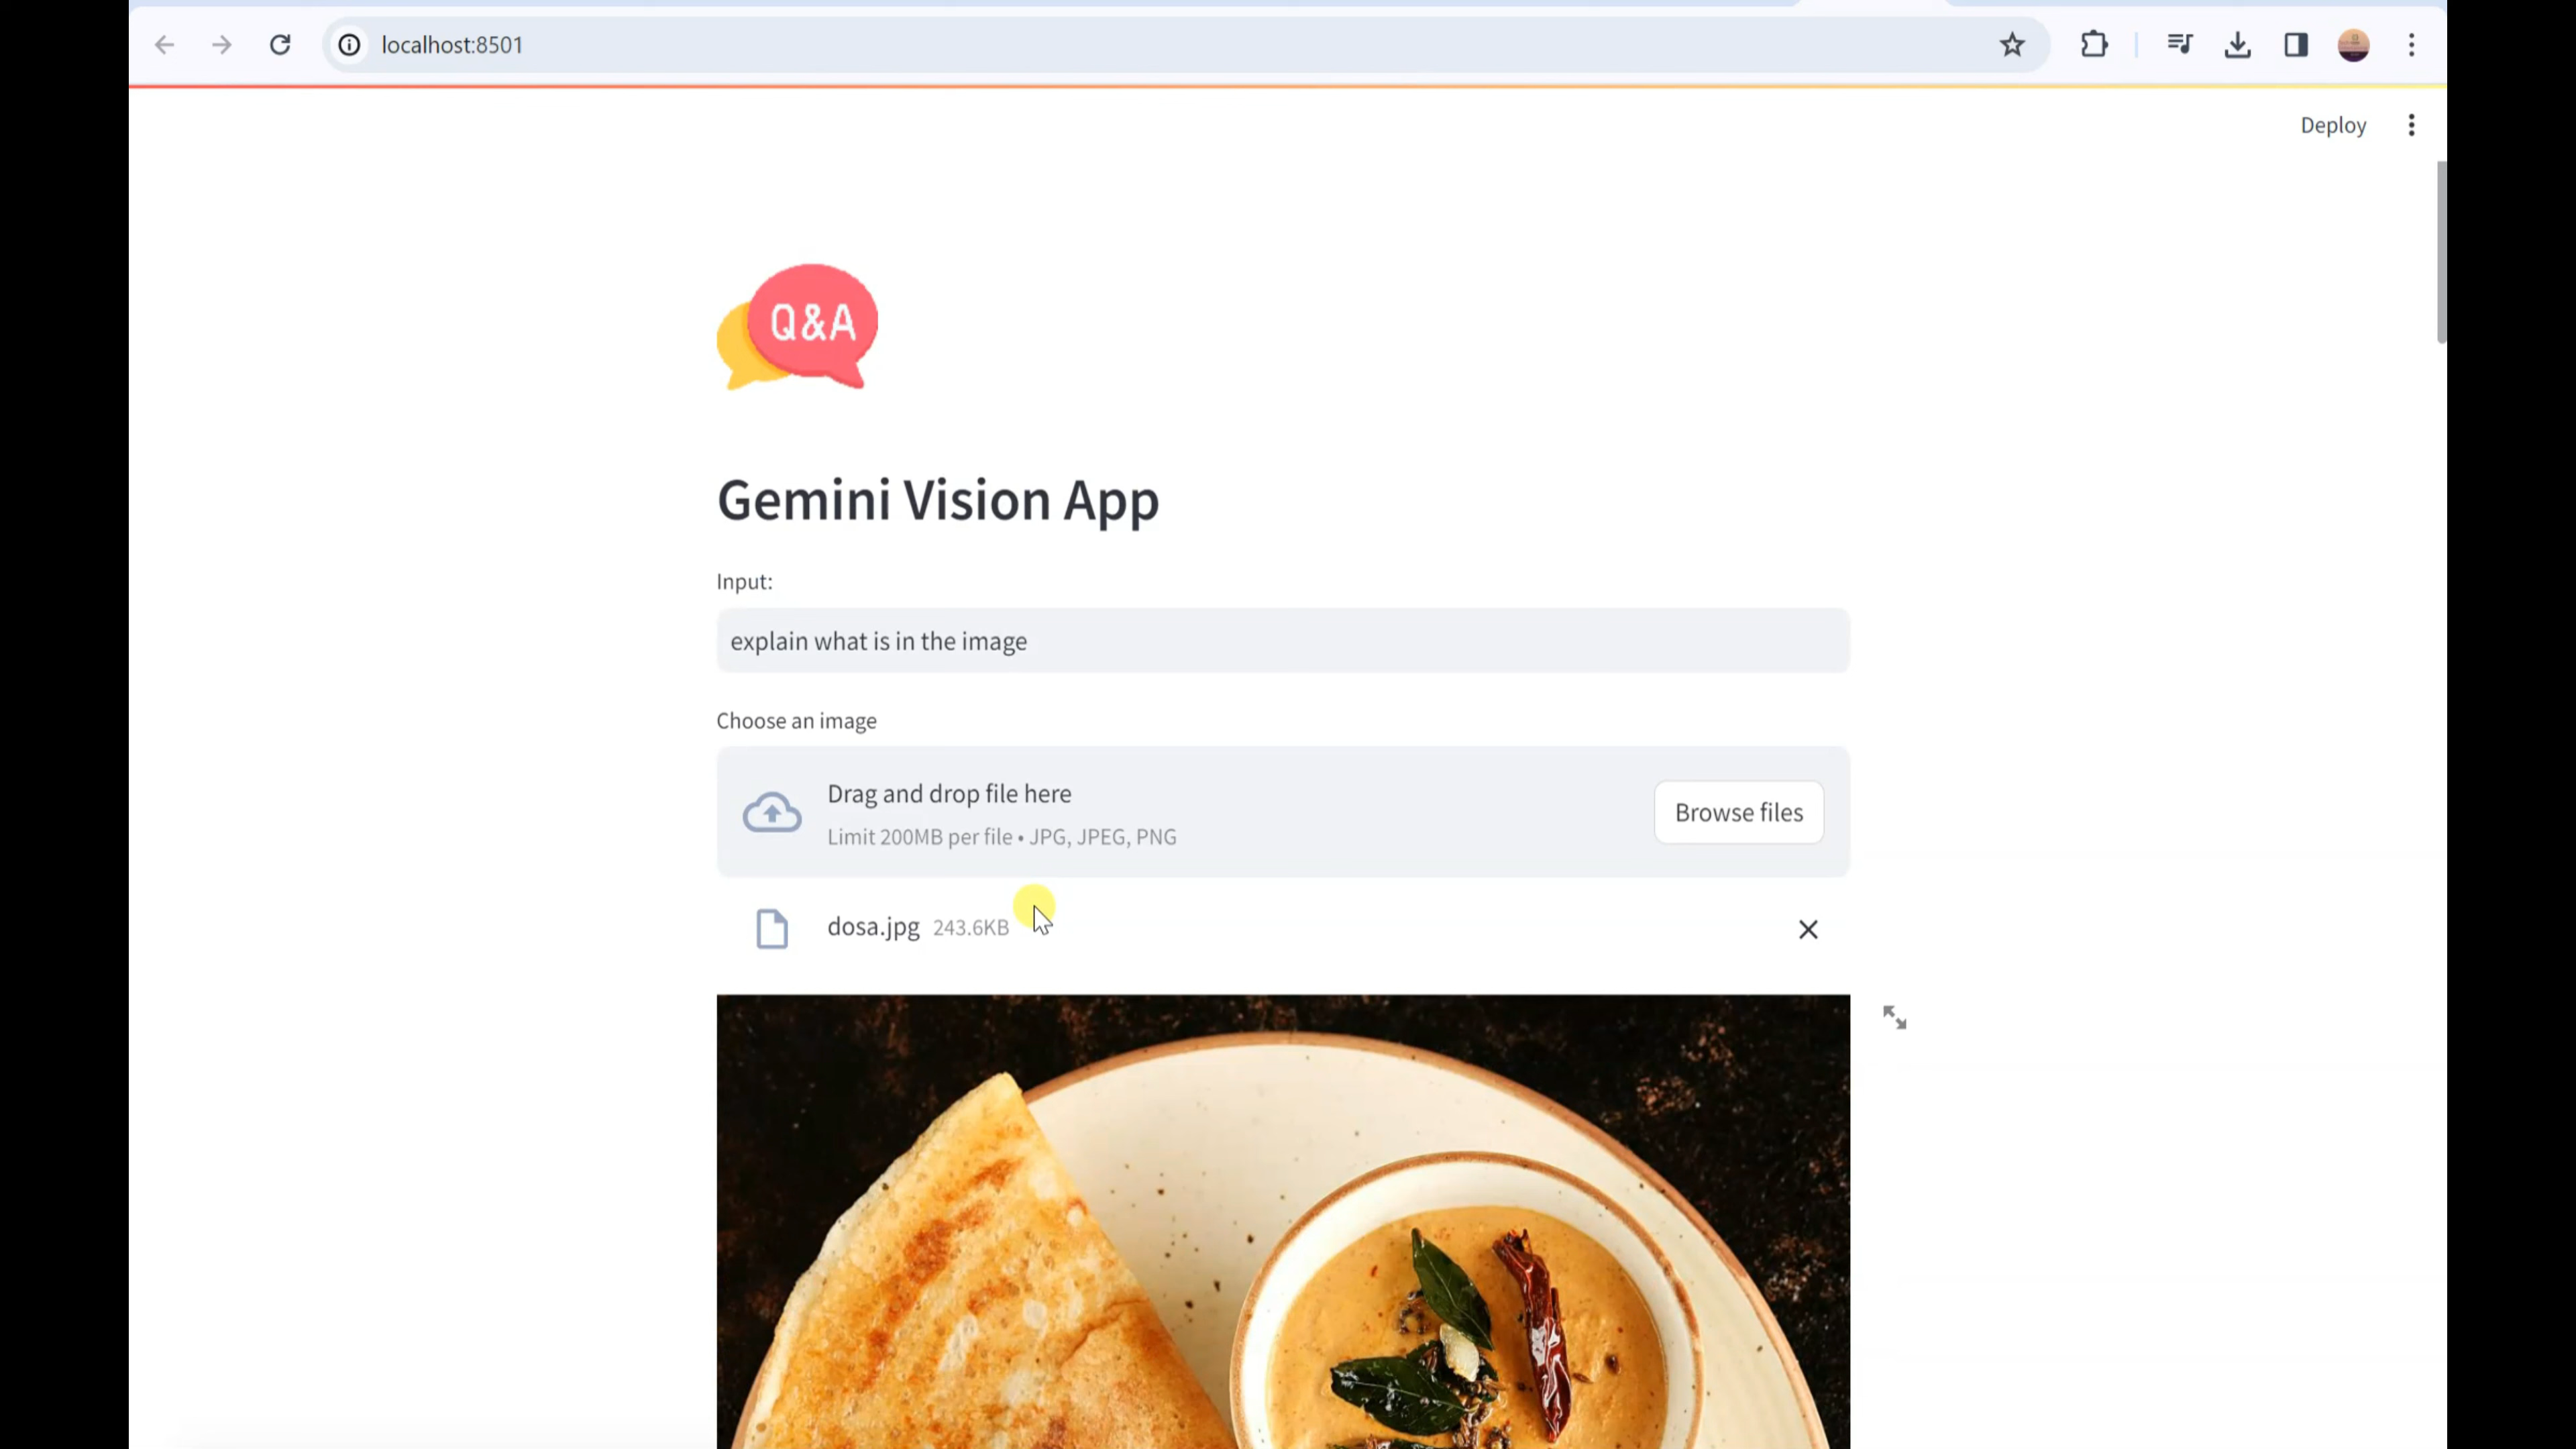 localhost:8501
Deploy
Q&A
Gemini Vision App
Input:
explain what is in the image
Choose an image
Drag and drop file here
Limit 200MB per file • JPG, JPEG, PNG
Browse files
dosa.jpg 243.6KB